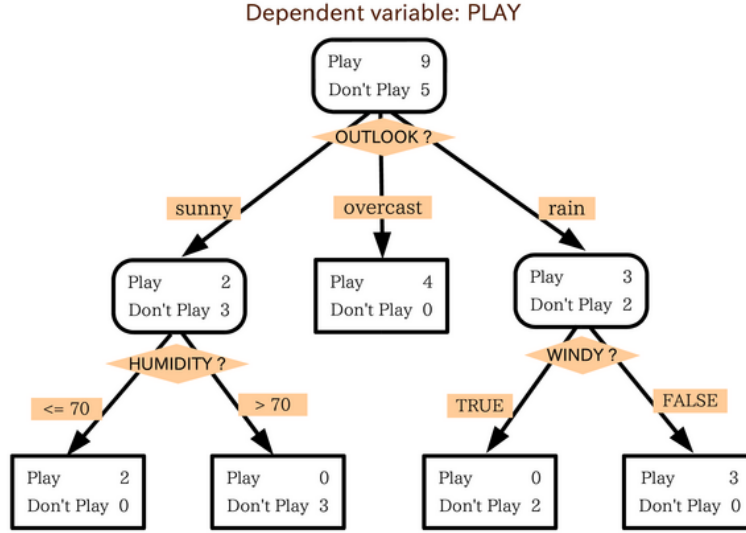 Dependent variable: PLAY
Play 9
Don't Play 5
OUTLOOK ?
sunny
overcast
rain
Play 2
Don't Play 3
Play 4
Don't Play 0
Play 3
Don't Play 2
HUMIDITY ?
WINDY ?
<= 70
> 70
TRUE
FALSE
Play 2
Don't Play 0
Play 0
Don't Play 3
Play 0
Don't Play 2
Play 3
Don't Play 0